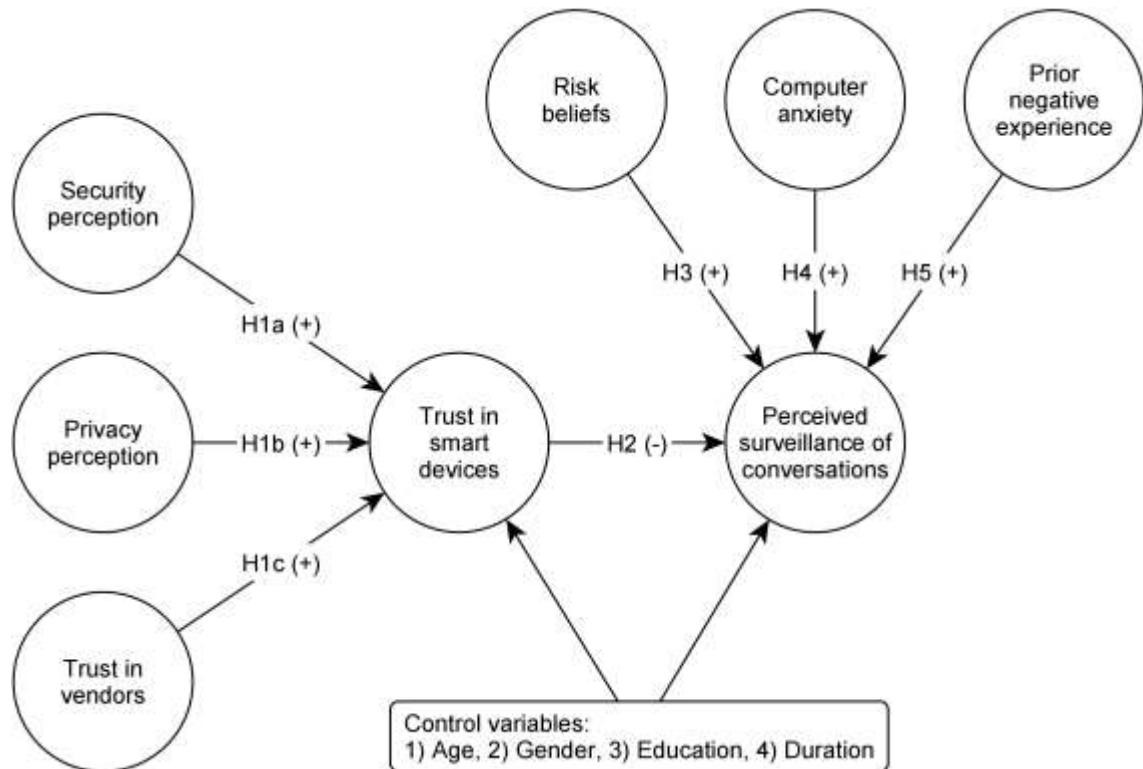 Risk
beliefs
Computer
anxiety
Prior
negative
experience
Security
perception
H3 (+)
H4 (+)
H5 (+)
H1a (+)
Privacy
perception
H1b (+)
Trust in
smart
devices
H2 (-)
Perceived
surveillance of
conversations
H1c (+)
Trust in
vendors
Control variables:
1) Age, 2) Gender, 3) Education, 4) Duration